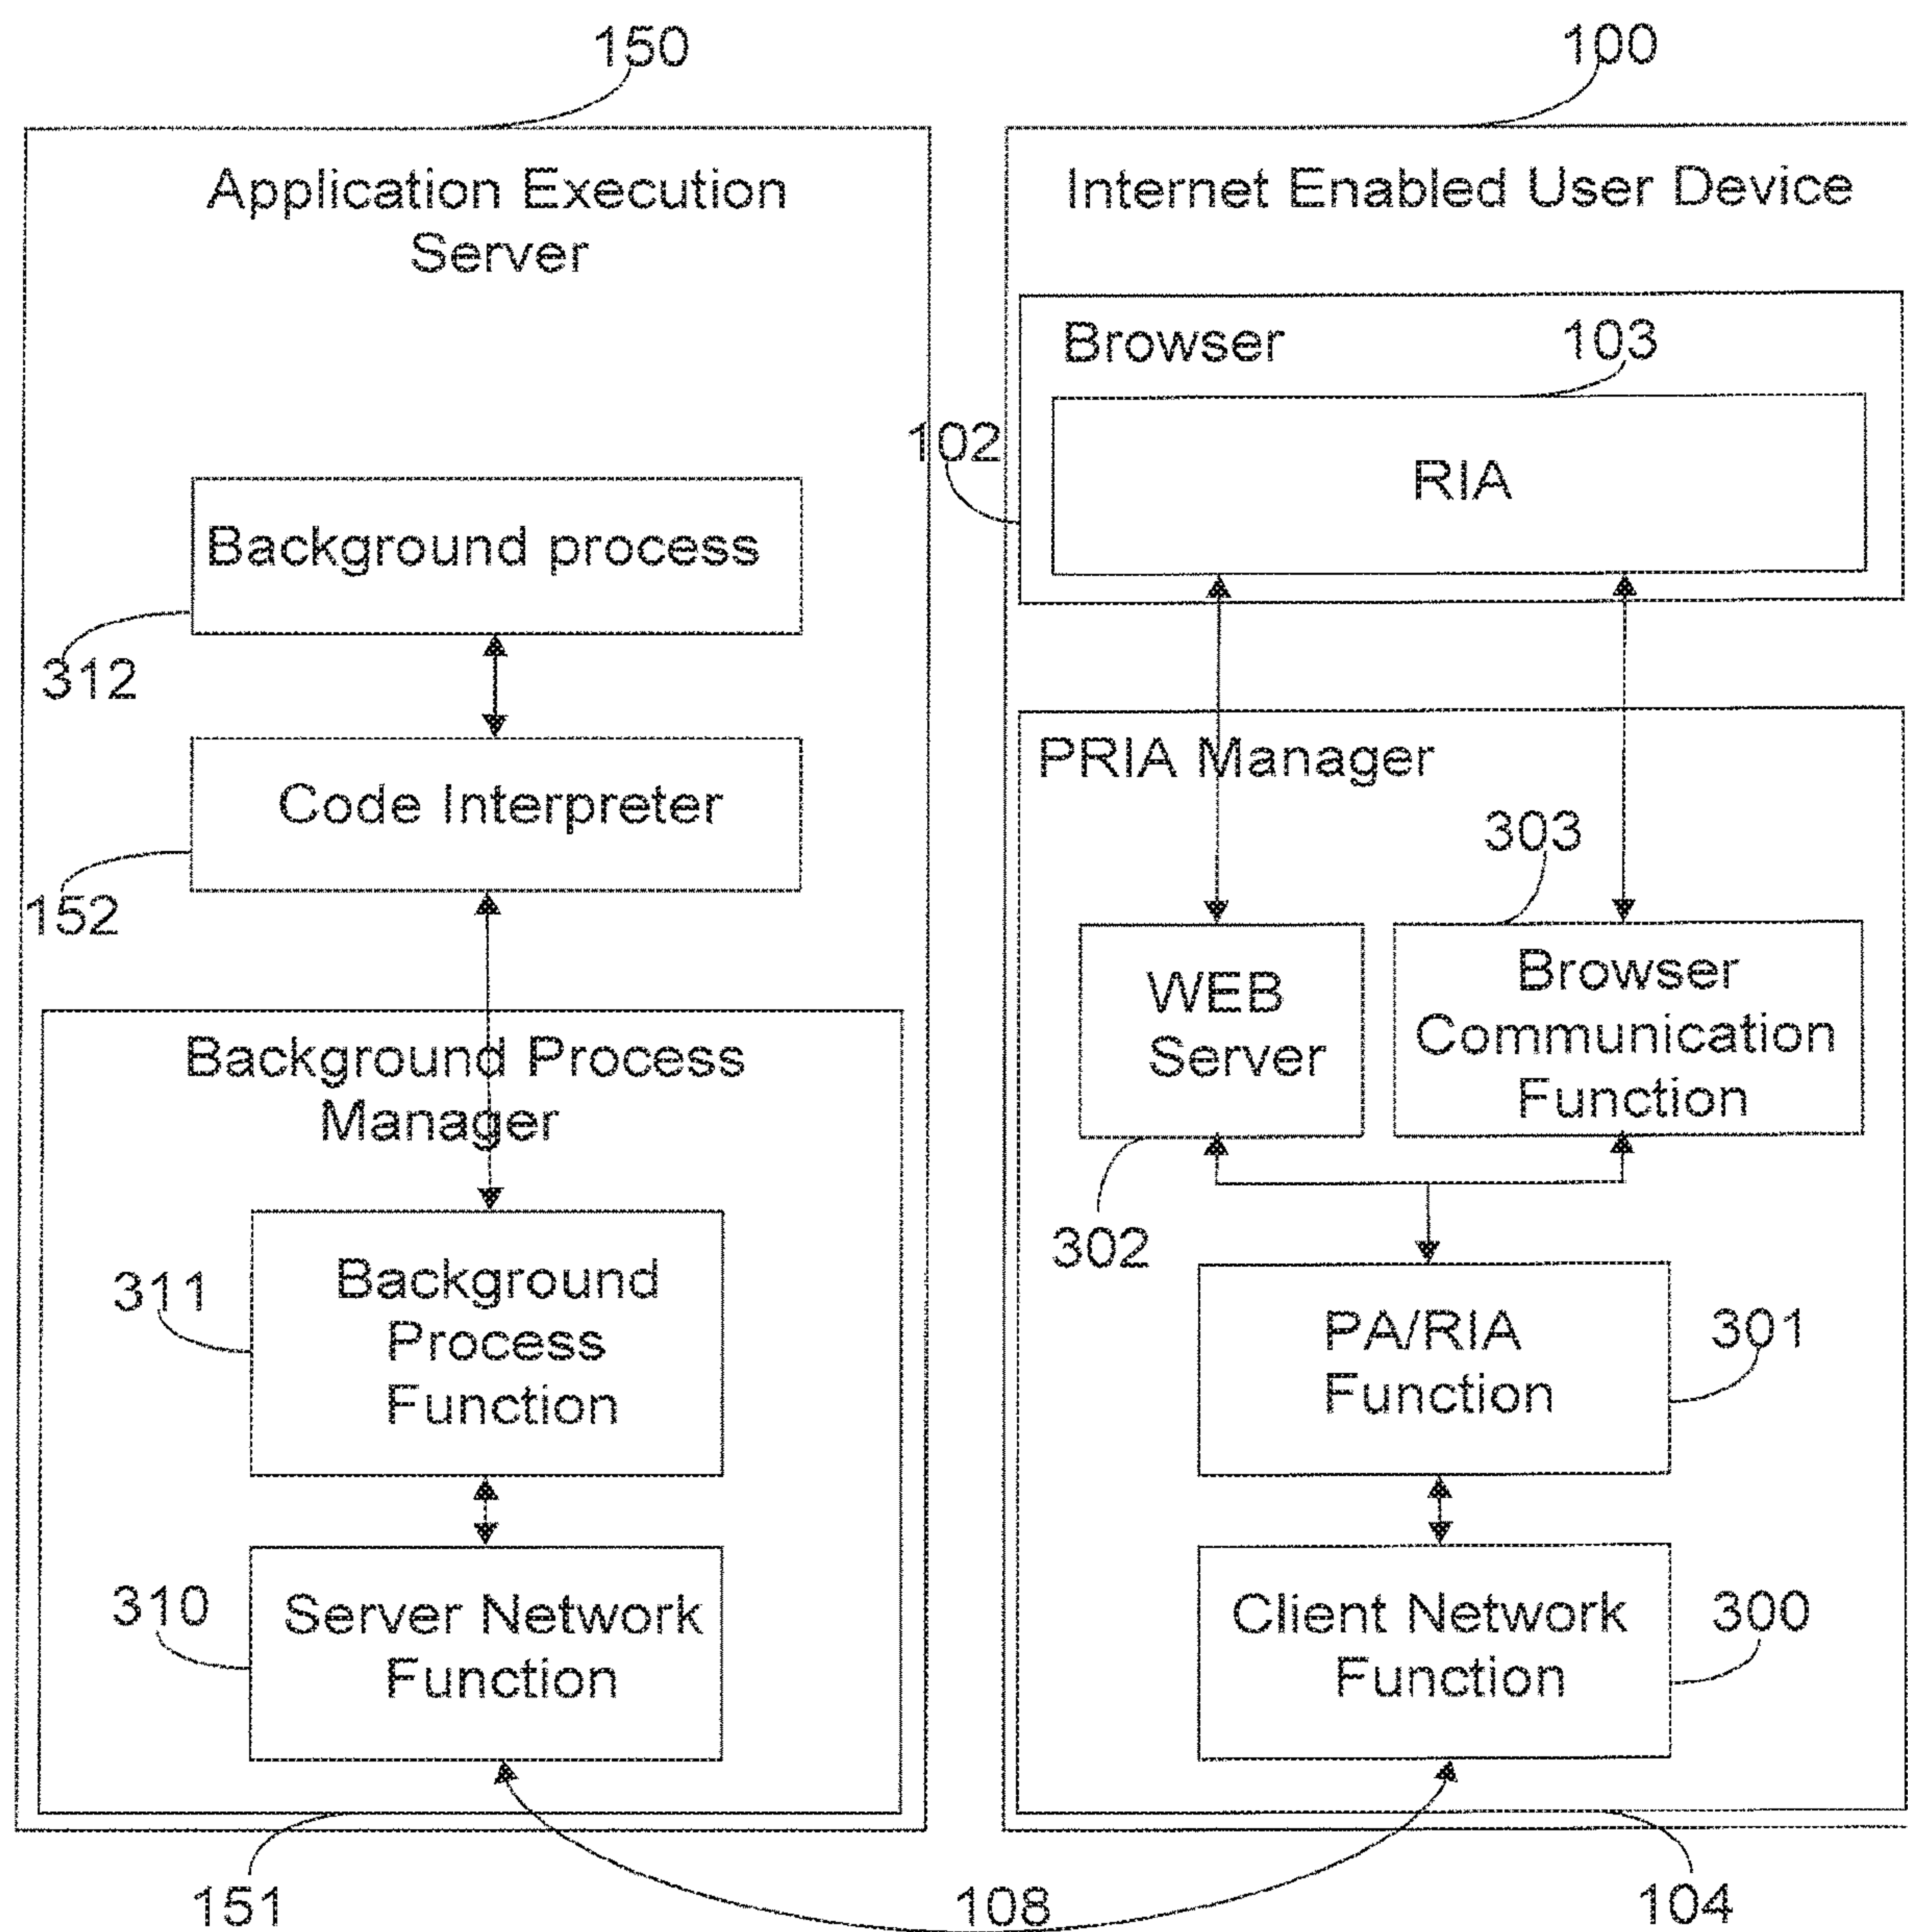 150
100
Application Execution
Server
Internet Enabled User Device
Browser
103
102
RIA
Background process
312
Code Interpreter
152
PRIA Manager
303
WEB
Server
Browser
Communication
Function
302
Background Process
Manager
311
Background
Process
Function
PA/RIA
Function
301
310
Server Network
Function
Client Network
Function
300
151
108
104